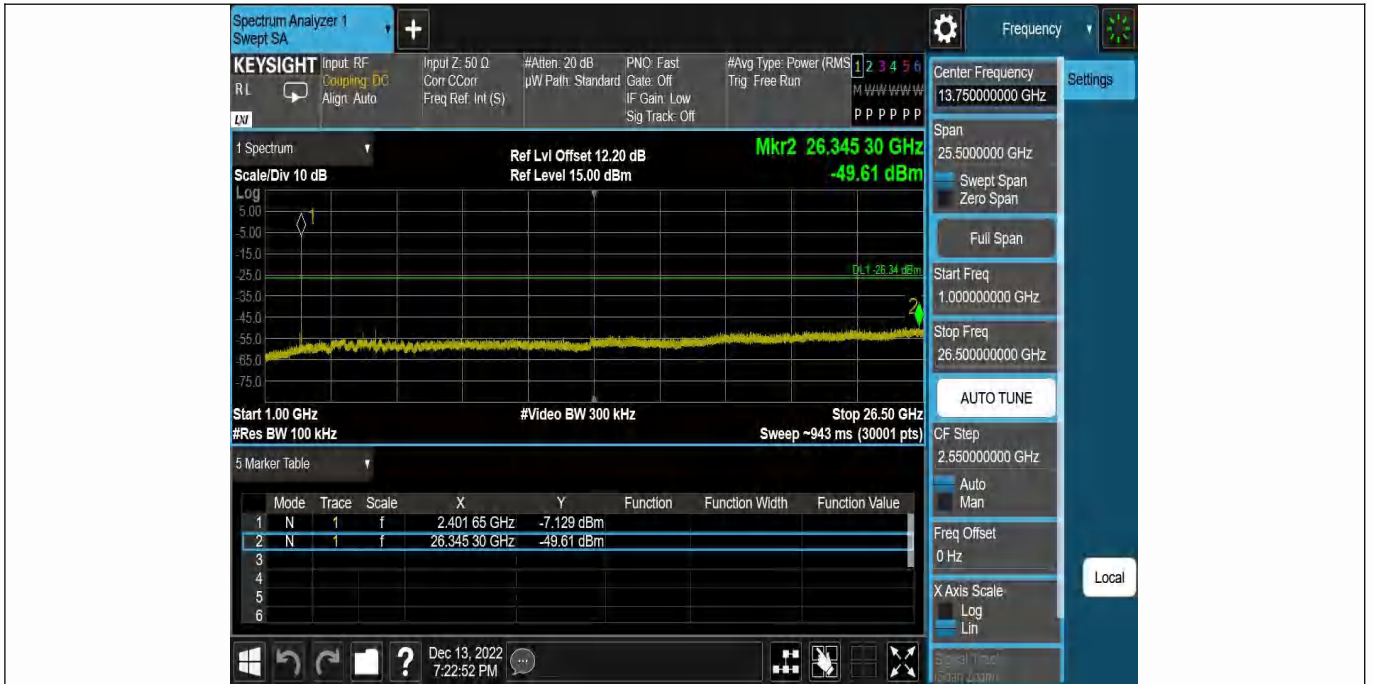 Spectrum Analyzer 1
Swept SA
Frequency
KEYSIGHT
RL
LXI
Input: RF
Coupling: DC
Align: Auto
Input Z: 50 Ω
Corr CCorr
Freq Ref: Int (S)
#Atten: 20 dB
µW Path: Standard
PNO: Fast
Gate: Off
IF Gain: Low
Sig Track: Off
#Avg Type: Power (RMS
Trig: Free Run
1 2 3 4 5 6
M W W W W W
P P P P P P
1 Spectrum
Scale/Div 10 dB
Ref Lvl Offset 12.20 dB
Ref Level 15.00 dBm
Mkr2 26.345 30 GHz
-49.61 dBm
Log
5.00
-5.00
-15.0
-25.0
-35.0
-45.0
-55.0
-65.0
-75.0
1
DL1 -26.34 dBm
2
Start 1.00 GHz
#Res BW 100 kHz
#Video BW 300 kHz
Stop 26.50 GHz
Sweep ~943 ms (30001 pts)
5 Marker Table
Mode Trace Scale X Y Function Function Width Function Value
1 N 1 f 2.401 65 GHz -7.129 dBm
2 N 1 f 26.345 30 GHz -49.61 dBm
3
4
5
6
Dec 13, 2022
7:22:52 PM
Center Frequency
13.750000000 GHz
Settings
Span
25.5000000 GHz
Swept Span
Zero Span
Full Span
Start Freq
1.000000000 GHz
Stop Freq
26.500000000 GHz
AUTO TUNE
CF Step
2.550000000 GHz
Auto
Man
Freq Offset
0 Hz
X Axis Scale
Log
Lin
Local
Signal Track
(Span Zoom)